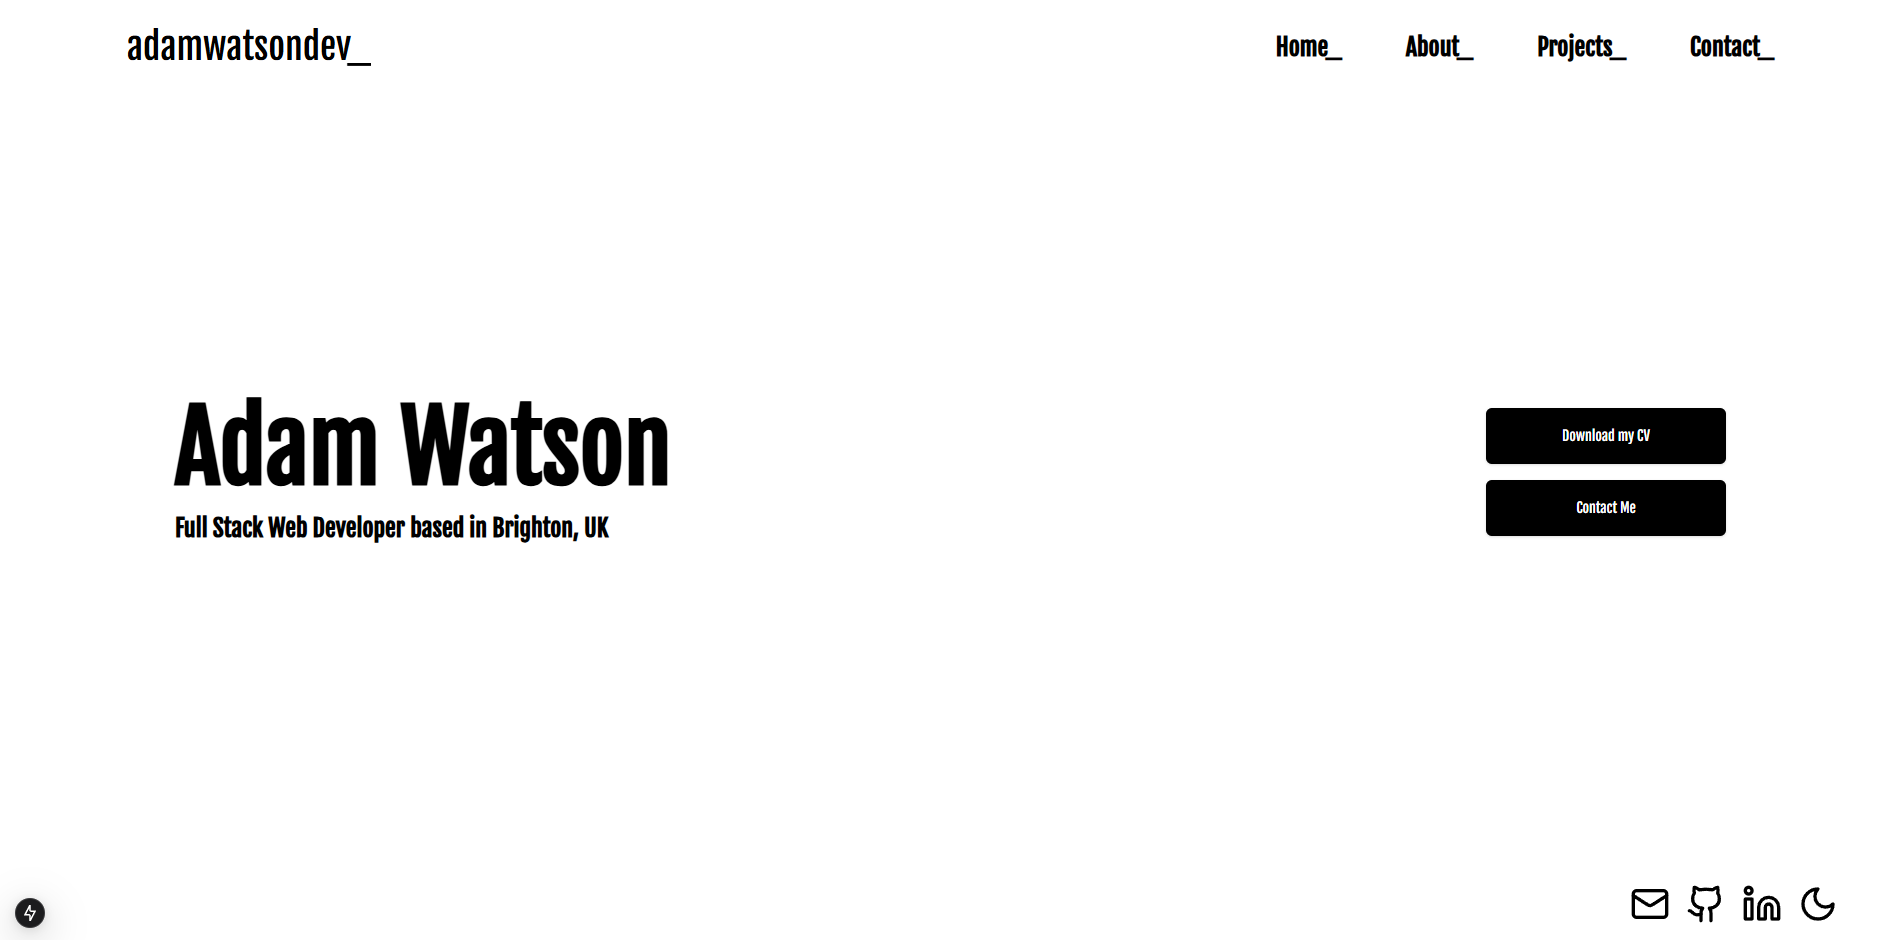 adamwatsondev_
Home_ About_ Projects_ Contact_
Adam Watson
Full Stack Web Developer based in Brighton, UK
Download my CV
Contact Me